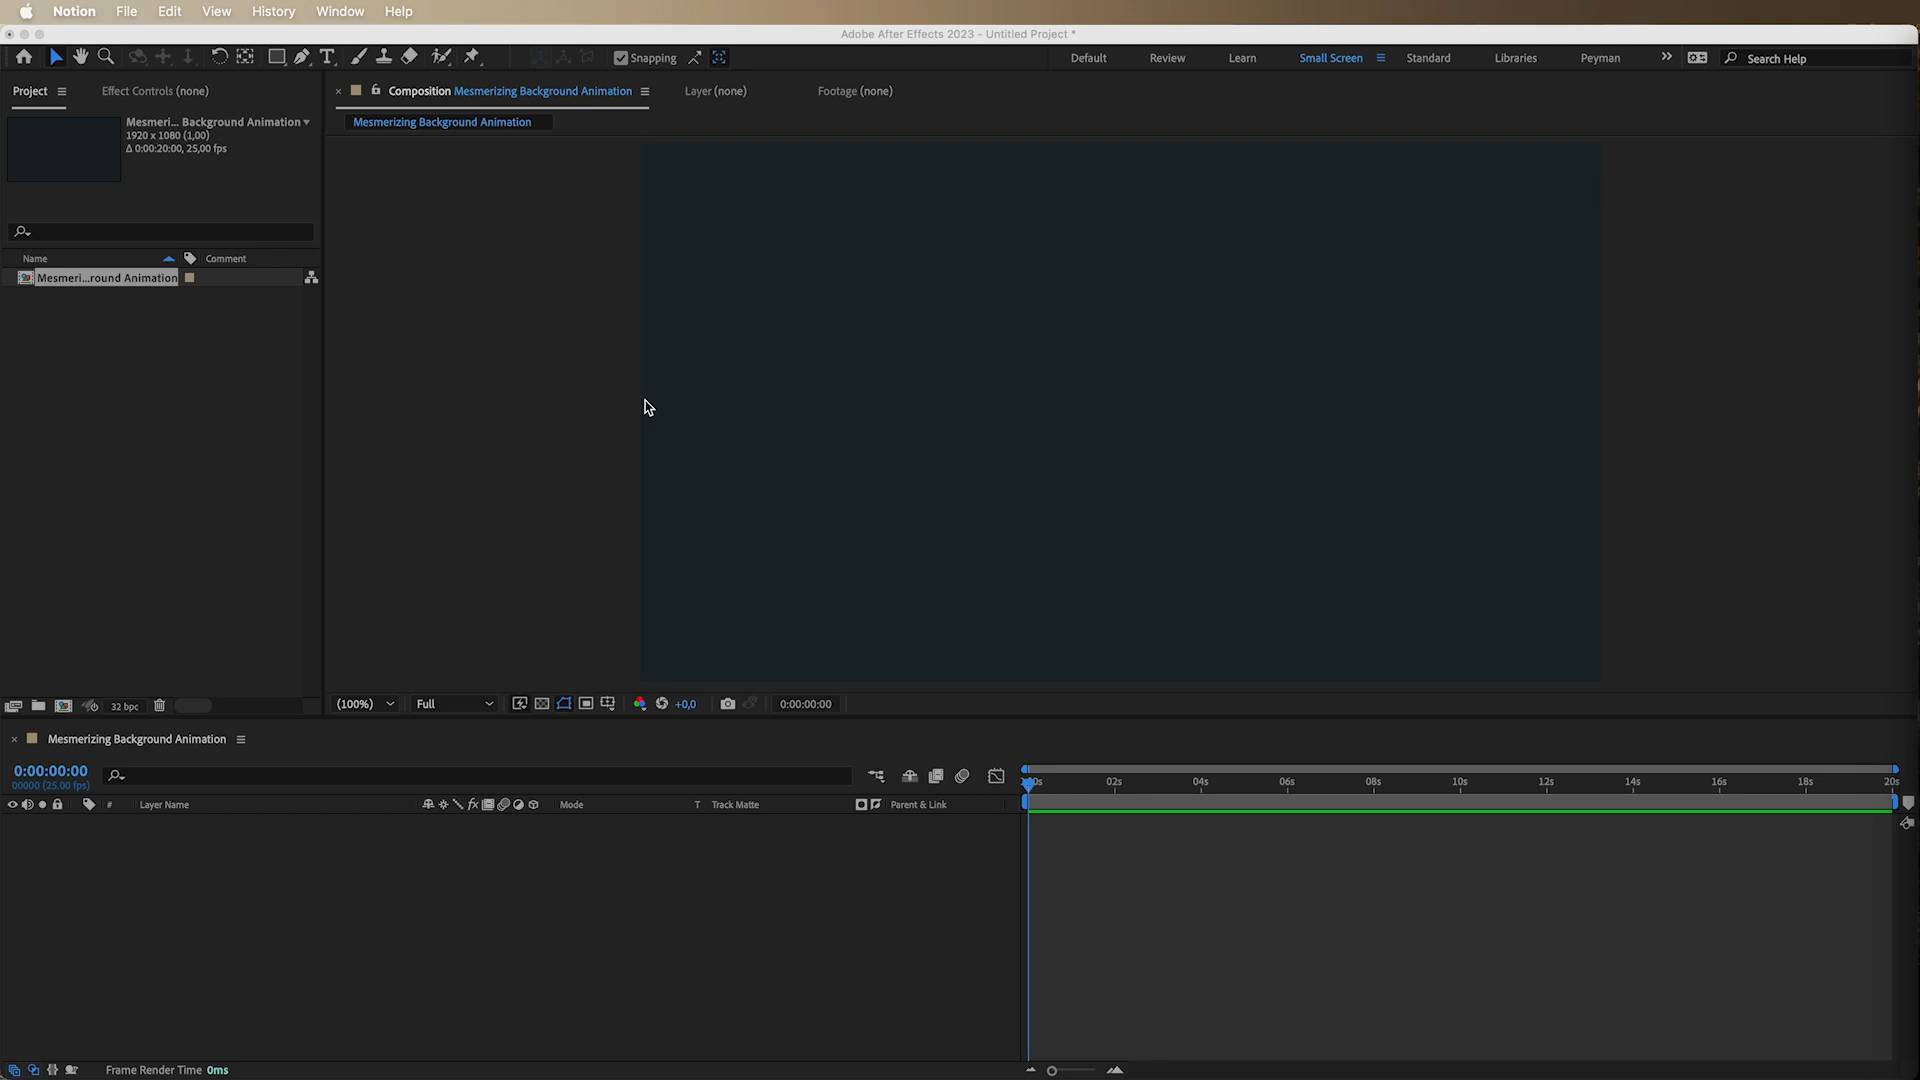 Notion File Edit View History Window Help
Adobe After Effects 2023 - Untitled Project *
Snapping
Default Review Learn Small Screen Standard Libraries Peyman Search Help
Project Effect Controls (none)
Composition Mesmerizing Background Animation Layer (none) Footage (none)
Mesmerizing Background Animation
Mesmeri... Background Animation
1920 x 1080 (1,00)
Δ 0:00:20:00, 25,00 fps
Name Comment
Mesmeri...round Animation
32 bpc
(100%) Full +0,0 0:00:00:00
Mesmerizing Background Animation
0:00:00:00
00000 (25.00 fps)
02s 04s 06s 08s 10s 12s 14s 16s 18s 20s
# Layer Name fx Mode T Track Matte Parent & Link
Frame Render Time 0ms